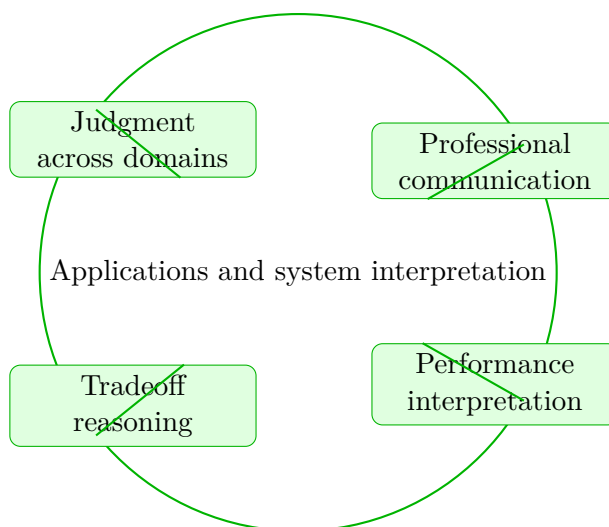 Judgment
across domains
Professional
communication
Applications and system interpretation
Tradeoff
reasoning
Performance
interpretation